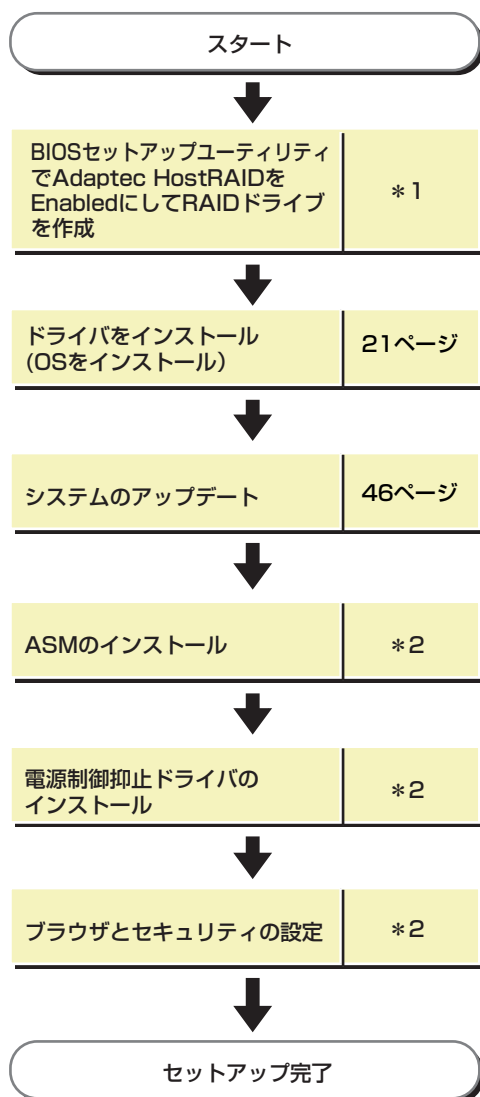 スタート
BIOSセットアップユーティリティ
でAdaptec HostRAIDを
EnabledにしてRAIDドライブ
を作成
＊1
ドライバをインストール
(OSをインストール）
21ページ
システムのアップデート
46ページ
ASMのインストール
＊2
電源制御抑止ドライバの
インストール
＊2
ブラウザとセキュリティの設定
＊2
セットアップ完了